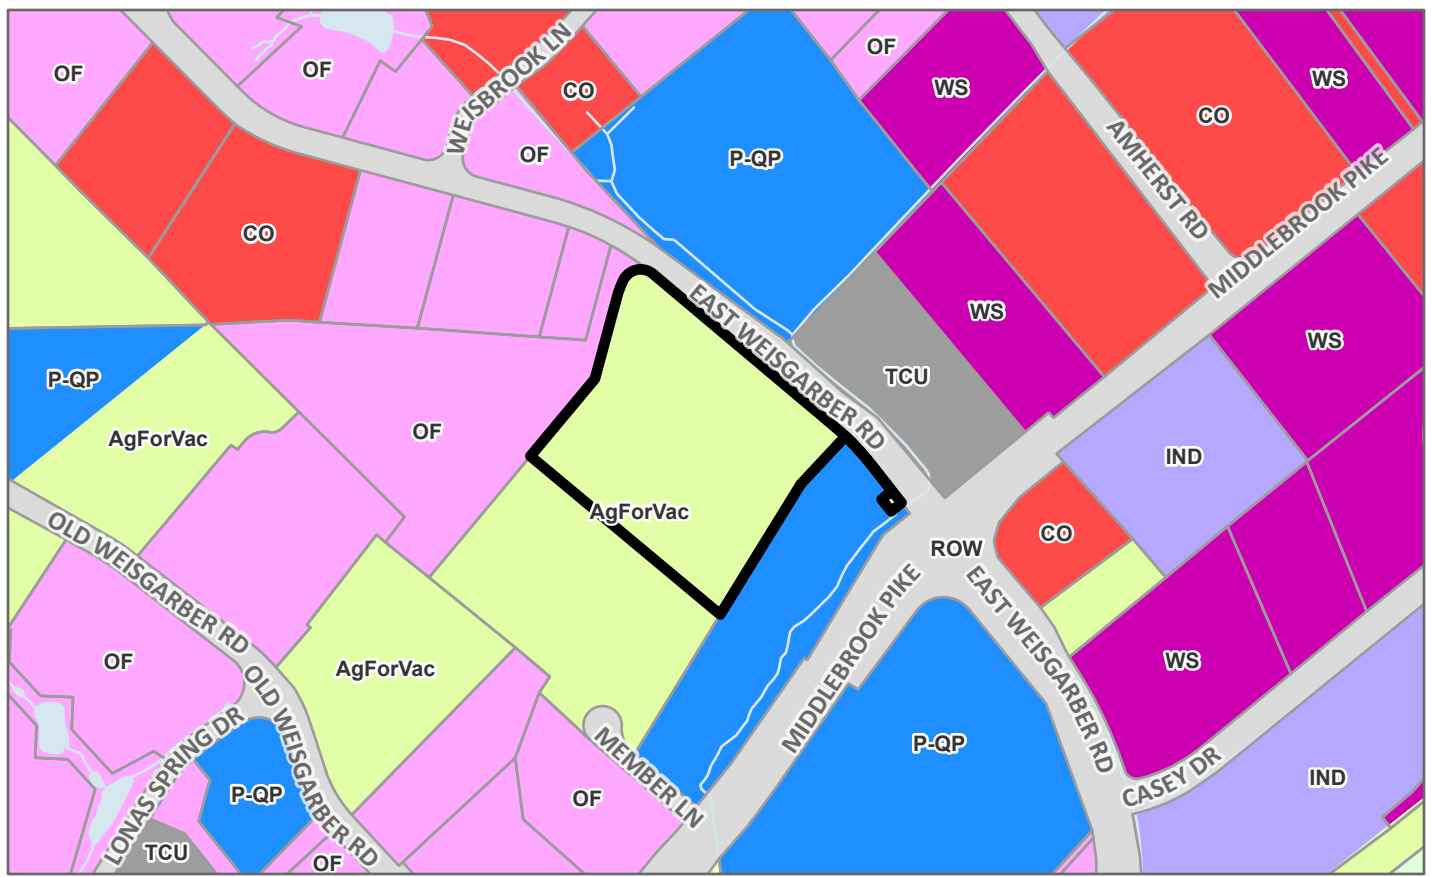 OF
OF
WEISBROOK LN
CO
OF
WS
WS
CO
OF
P-QP
AMHERST RD
MIDDLEBROOK PIKE
CO
EAST WEISGARBER RD
WS
WS
P-QP
TCU
AgForVac
OF
IND
AgForVac
OLD WEISGARBER RD
ROW
CO
OF
AgForVac
MIDDLEBROOK PIKE
EAST WEISGARBER RD
WS
OLD WEISGARBER RD
LONAS SPRING DR
MEMBER LN
P-QP
CASEY DR
IND
P-QP
OF
TCU
OF